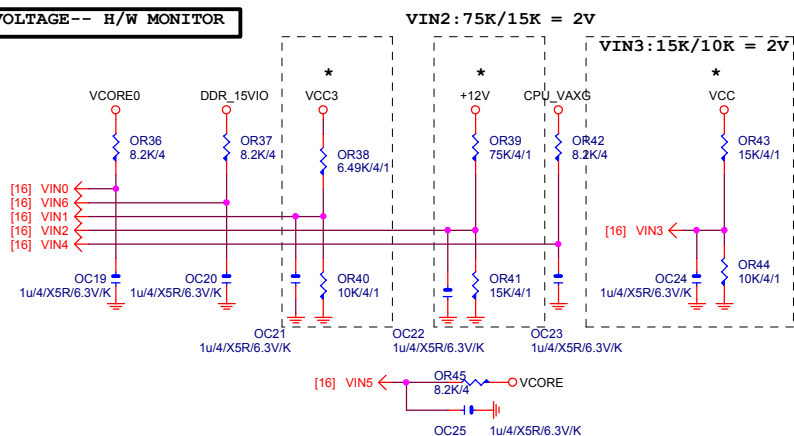 VOLTAGE-- H/W MONITOR
VIN2:75K/15K = 2V
VIN3:15K/10K = 2V
*
*
*
VCORE0
DDR_15VIO
VCC3
+12V
CPU_VAXG
VCC
OR36
8.2K/4
OR37
8.2K/4
OR38
6.49K/4/1
OR39
75K/4/1
OR42
8.2K/4
OR43
15K/4/1
[16] VIN0
[16] VIN6
[16] VIN1
[16] VIN2
[16] VIN4
[16] VIN3
OC19
1u/4/X5R/6.3V/K
OC20
1u/4/X5R/6.3V/K
OR40
10K/4/1
OR41
15K/4/1
OC24
1u/4/X5R/6.3V/K
OR44
10K/4/1
OC21
1u/4/X5R/6.3V/K
OC22
1u/4/X5R/6.3V/K
OC23
1u/4/X5R/6.3V/K
[16] VIN5
OR45
8.2K/4
VCORE
OC25
1u/4/X5R/6.3V/K